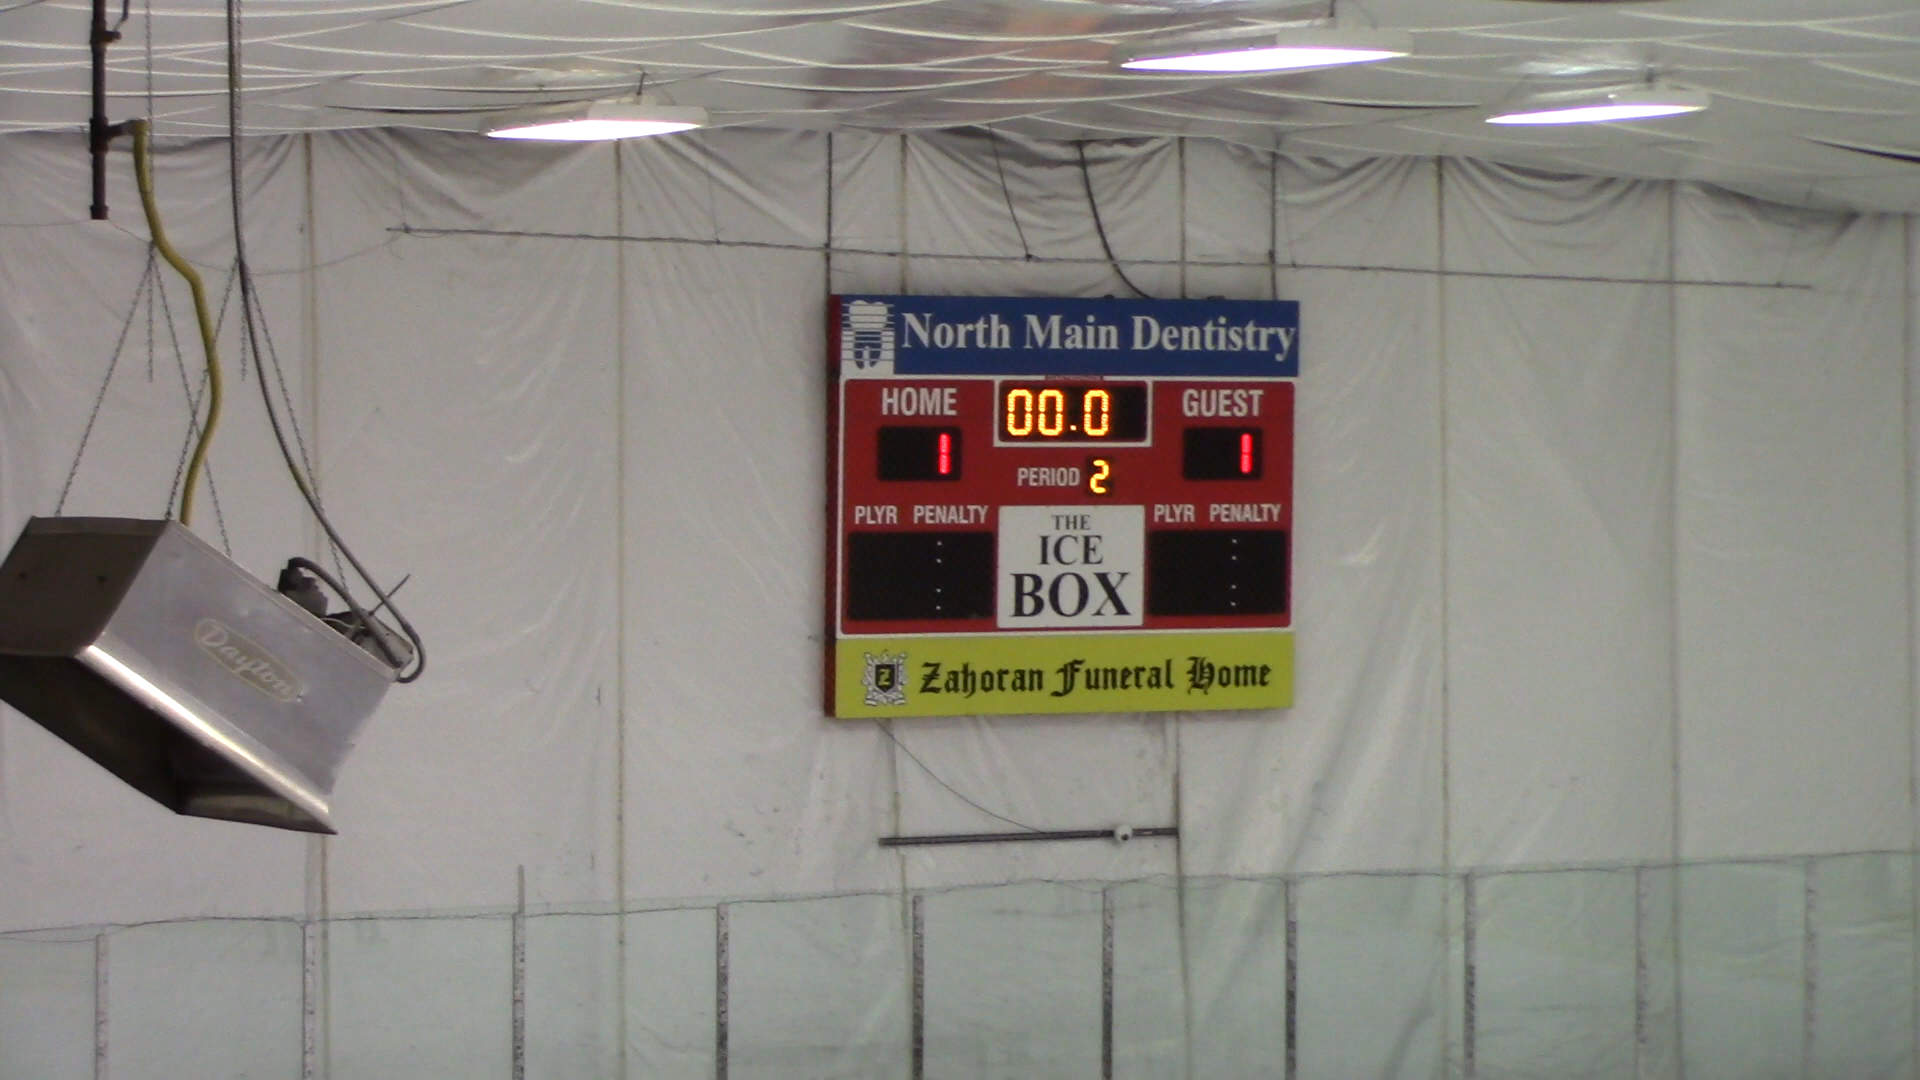 North Main Dentistry
HOME 00.0 GUEST
1 PERIOD 2 1
PLYR PENALTY PLYR PENALTY
THE
ICE
BOX
Z Zahoran Funeral Home
Dayton